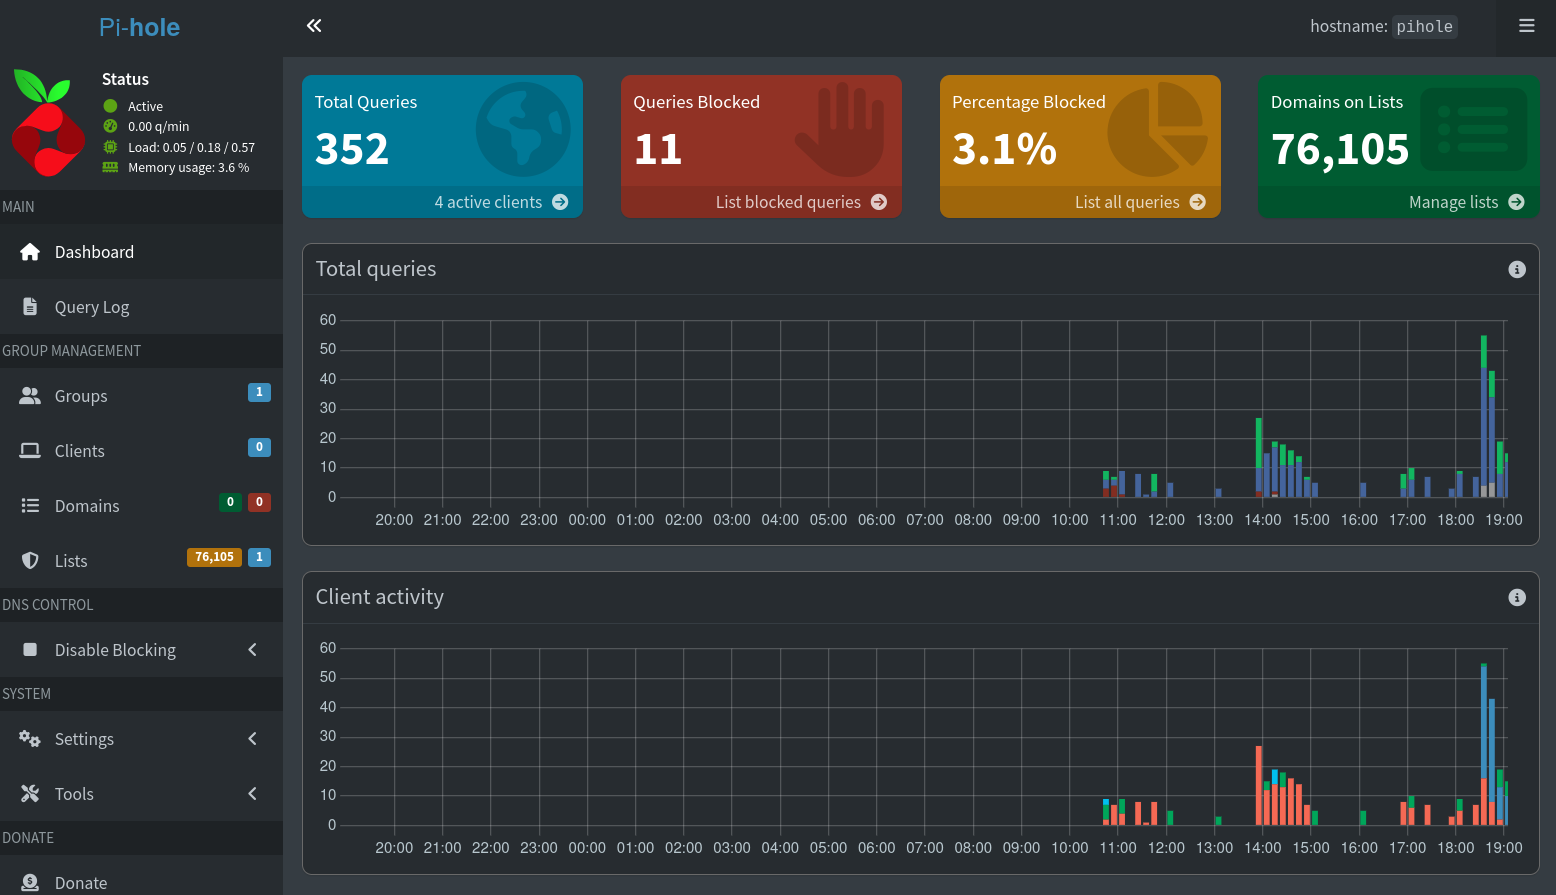 Pi-hole
hostname: pihole
Status
Active
0.00 q/min
Load: 0.05 / 0.18 / 0.57
Memory usage: 3.6 %
MAIN
Dashboard
Query Log
GROUP MANAGEMENT
Groups 1
Clients 0
Domains 0 0
Lists 76,105 1
DNS CONTROL
Disable Blocking
SYSTEM
Settings
Tools
DONATE
Donate
Total Queries
352
4 active clients
Queries Blocked
11
List blocked queries
Percentage Blocked
3.1%
List all queries
Domains on Lists
76,105
Manage lists
Total queries
60
50
40
30
20
10
0
20:00 21:00 22:00 23:00 00:00 01:00 02:00 03:00 04:00 05:00 06:00 07:00 08:00 09:00 10:00 11:00 12:00 13:00 14:00 15:00 16:00 17:00 18:00 19:00
Client activity
60
50
40
30
20
10
0
20:00 21:00 22:00 23:00 00:00 01:00 02:00 03:00 04:00 05:00 06:00 07:00 08:00 09:00 10:00 11:00 12:00 13:00 14:00 15:00 16:00 17:00 18:00 19:00